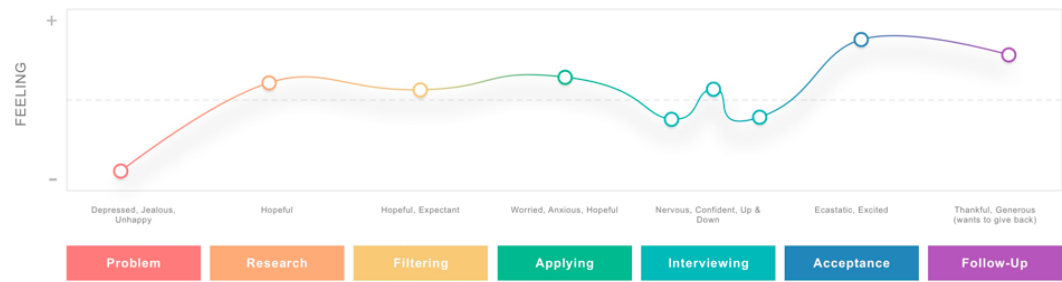 +
FEELING
-
Depressed, Jealous,
Unhappy
Hopeful
Hopeful, Expectant
Worried, Anxious, Hopeful
Nervous, Confident, Up &
Down
Ecastatic, Excited
Thankful, Generous
(wants to give back)
Problem
Research
Filtering
Applying
Interviewing
Acceptance
Follow-Up